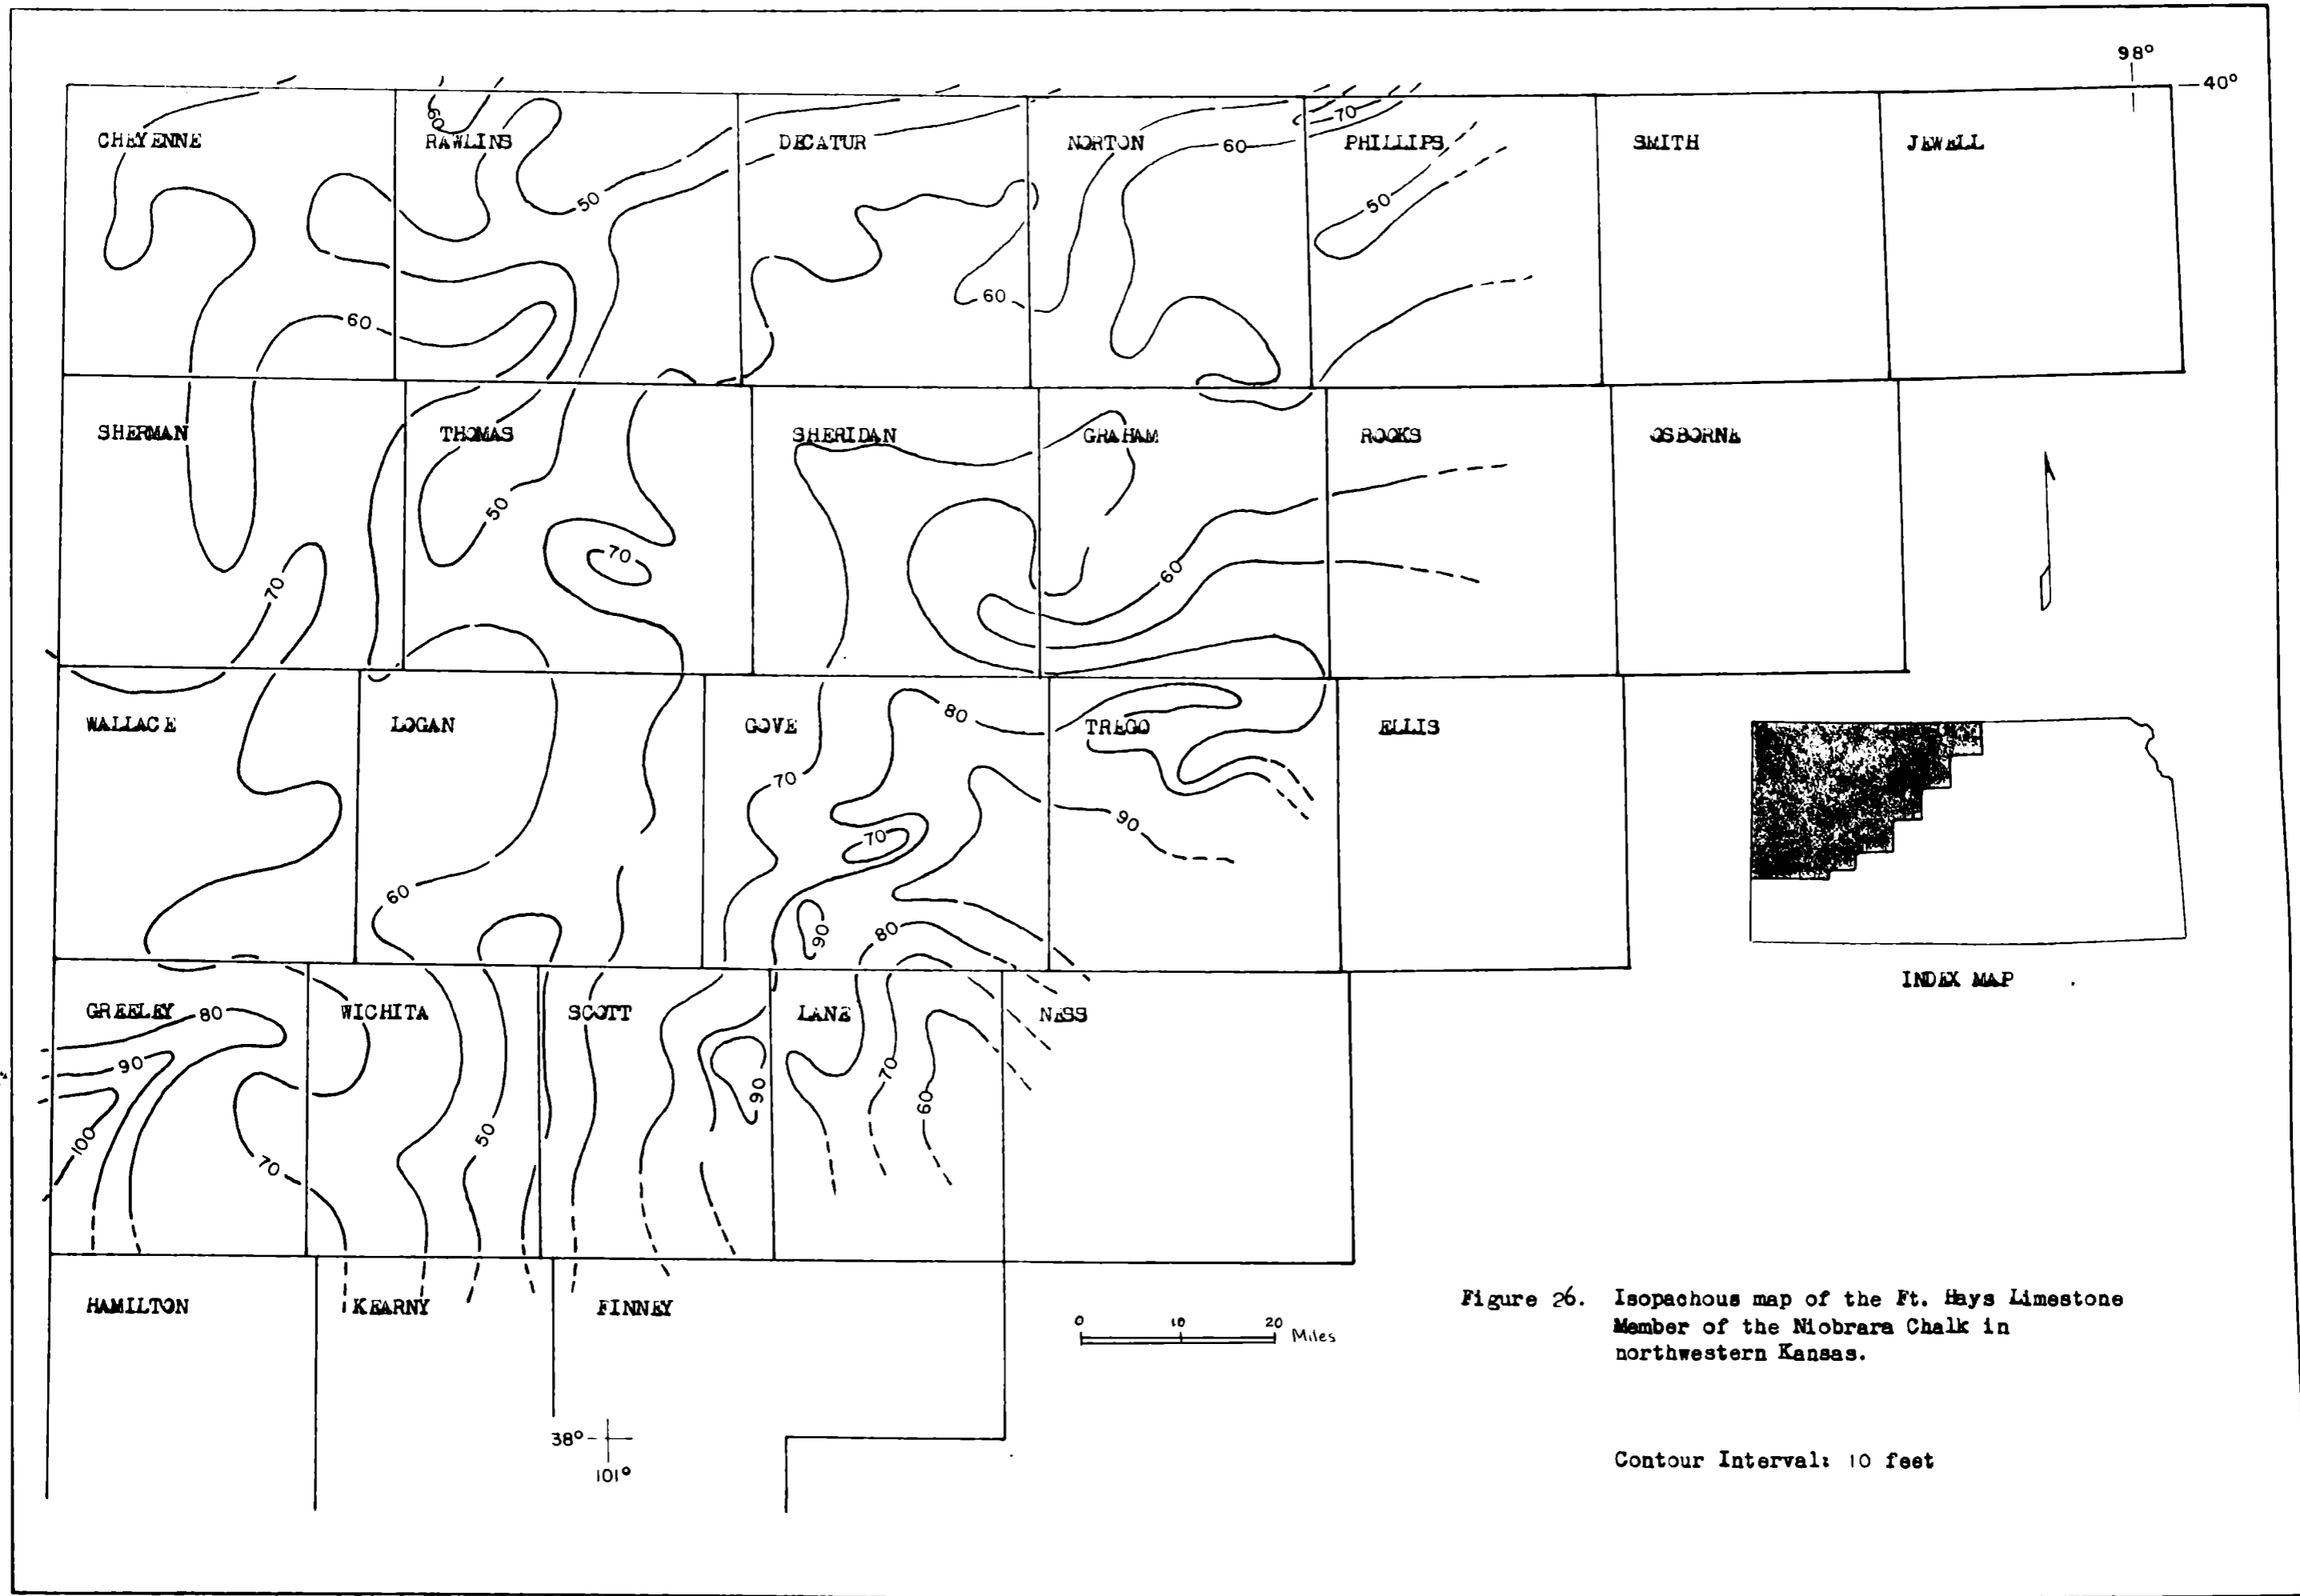 98°
40°
CHEYENNE
RAWLINS
DECATUR
NORTON
PHILLIPS
SMITH
JEWELL
60
70
60
50
50
60
60
SHERMAN
THOMAS
SHERIDAN
GRAHAM
ROOKS
OSBORNE
50
70
70
60
WALLACE
LOGAN
GOVE
80
TREGO
ELLIS
70
90
70
60
90
80
INDEX MAP
GREELEY
80
WICHITA
SCOTT
LANE
NESS
90
70
90
60
100
50
70
HAMILTON
KEARNY
FINNEY
0 10 20 Miles
38°
101°
Figure 26. Isopachous map of the Ft. Hays Limestone
Member of the Niobrara Chalk in
northwestern Kansas.
Contour Interval: 10 feet